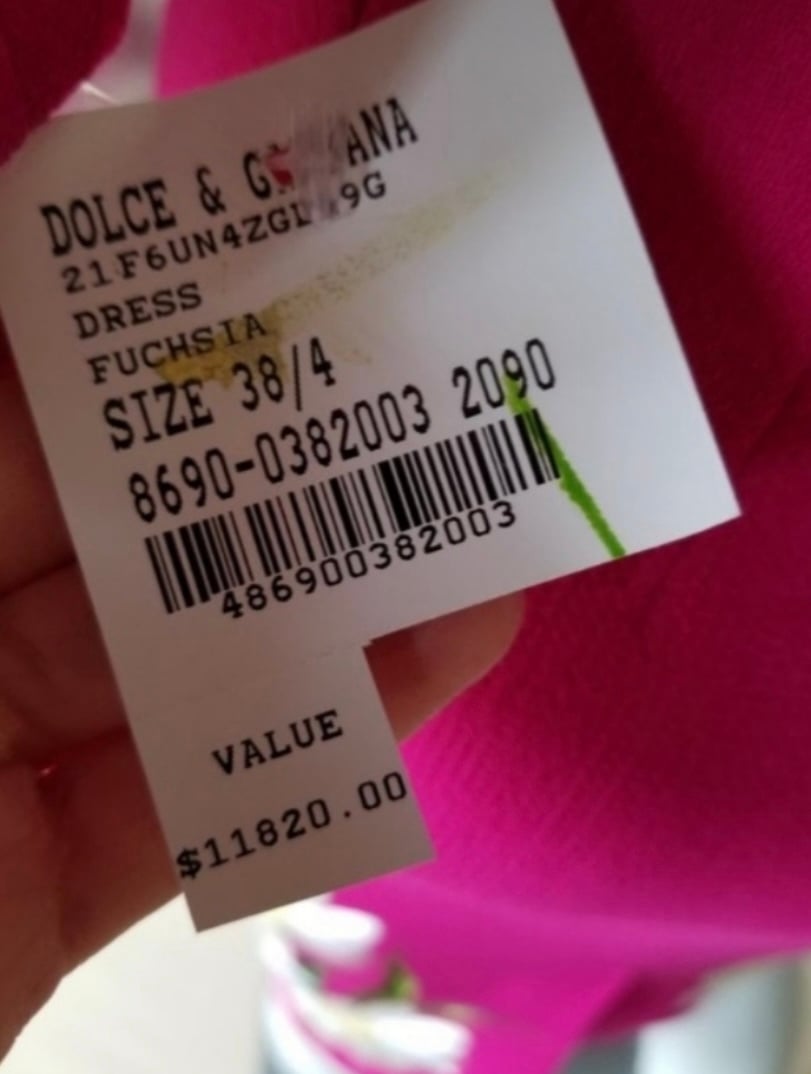 DOLCE &
DRESS
FUCHSIA
SIZE 38/4
8690-0382003 2090
486900382003
VALUE
$11820.00